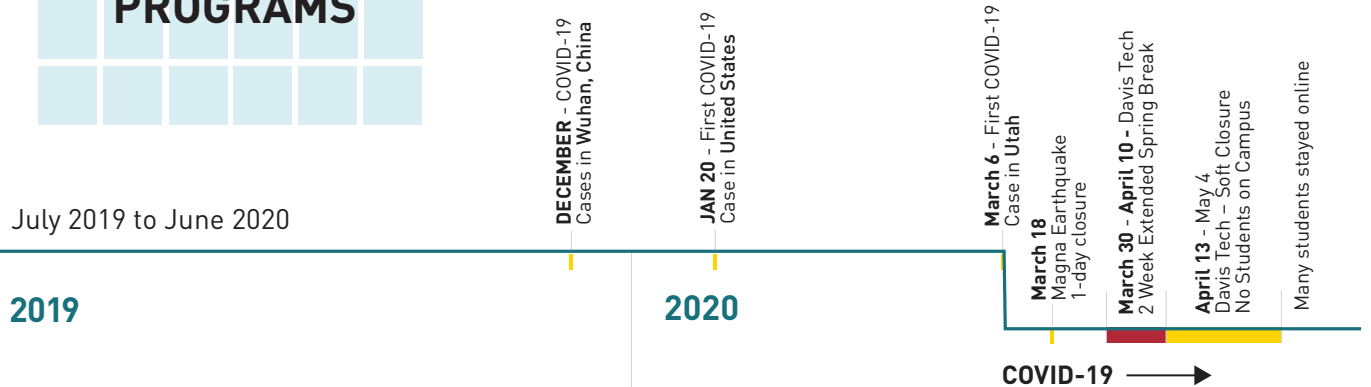 PROGRAMS
July 2019 to June 2020
2019
DECEMBER - COVID-19
Cases in Wuhan, China
2020
JAN 20 - First COVID-19
Case in United States
March 6 - First COVID-19
Case in Utah
March 18
Magna Earthquake
1-day closure
March 30 - April 10 - Davis Tech
2 Week Extended Spring Break
April 13 - May 4
Davis Tech – Soft Closure
No Students on Campus
Many students stayed online
COVID-19